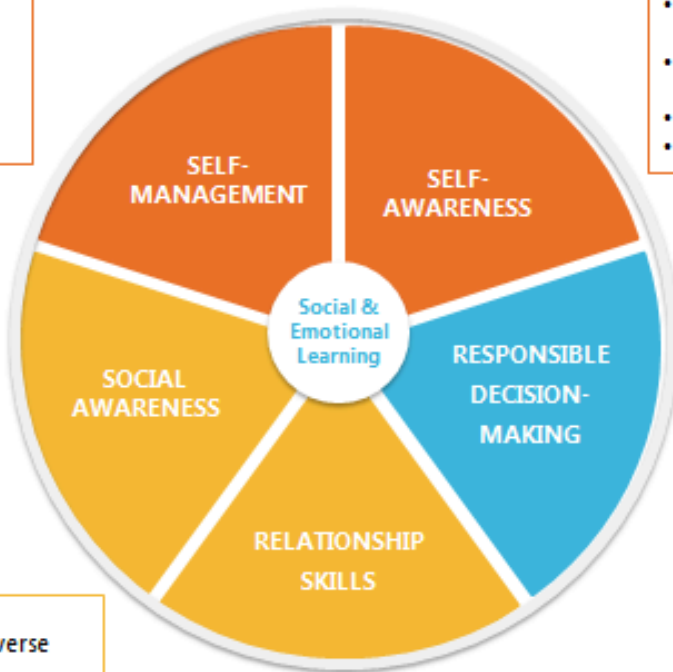 SELF-
MANAGEMENT
SELF-
AWARENESS
Social &
Emotional
Learning
RESPONSIBLE
DECISION-
MAKING
SOCIAL
AWARENESS
RELATIONSHIP
SKILLS
verse